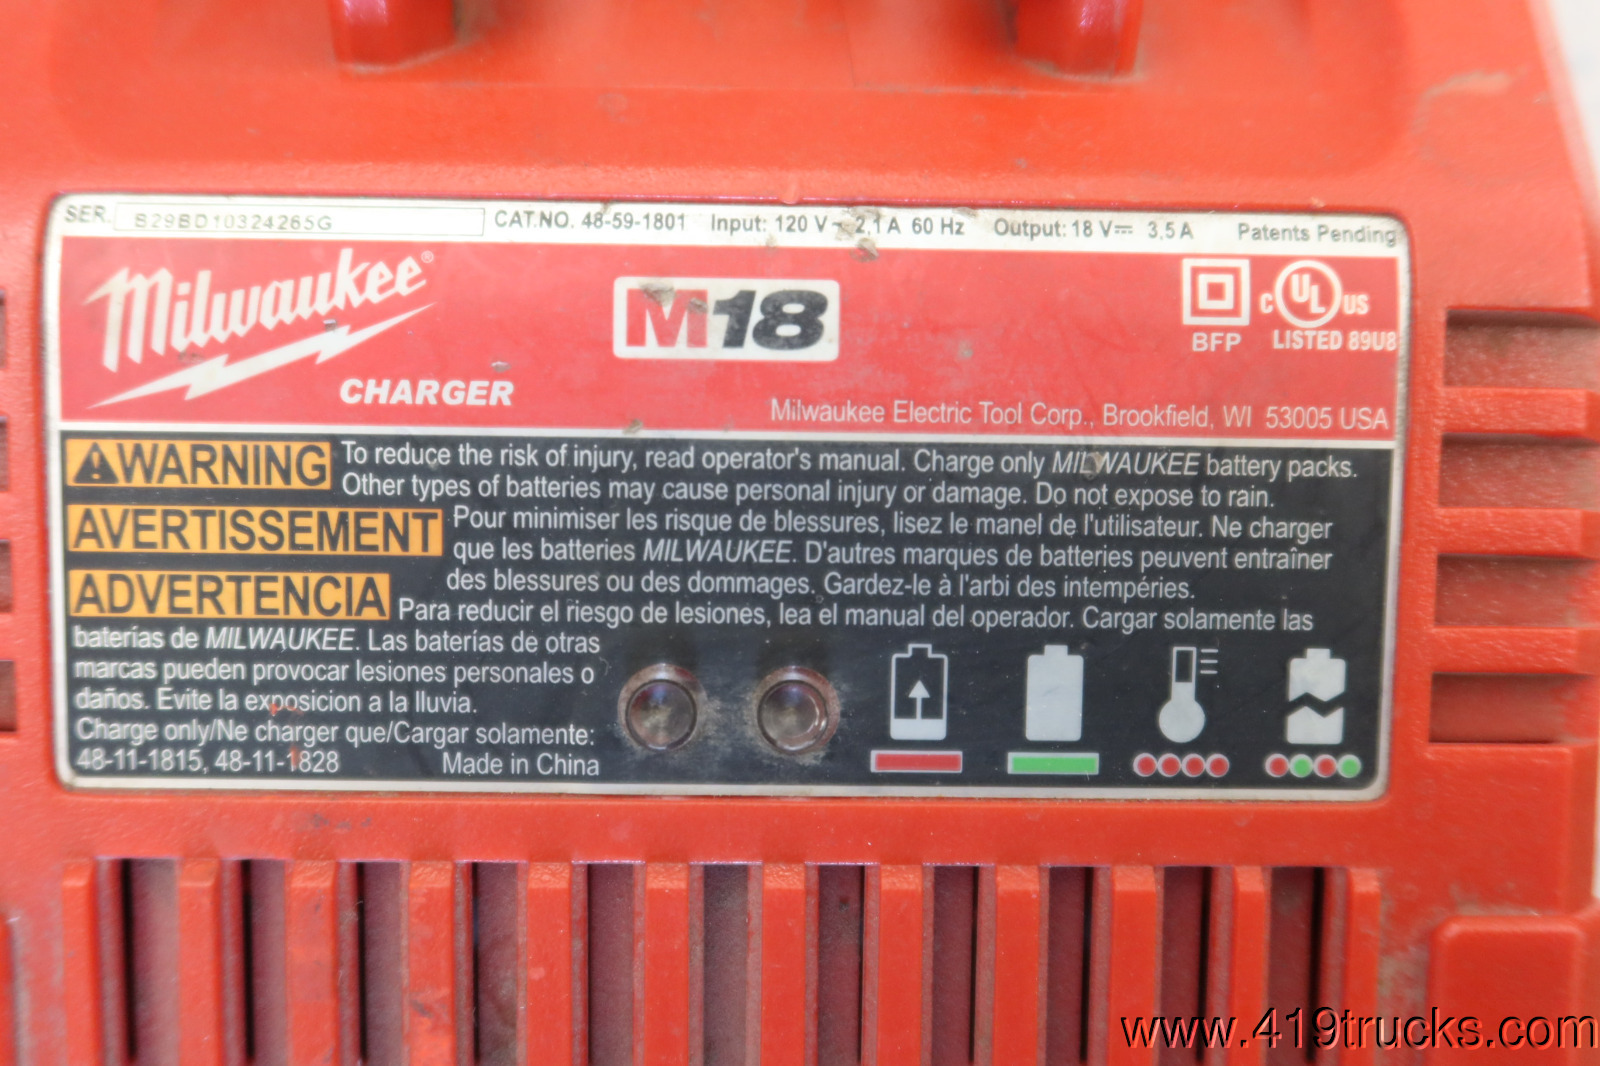 SER. B29BD10324265G CAT.NO. 48-59-1801 Input: 120 V~ 2,1 A 60 Hz Output: 18 V⎓ 3,5 A Patents Pending
Milwaukee®
CHARGER
M18
BFP
C UL US
LISTED 89U8
Milwaukee Electric Tool Corp., Brookfield, WI 53005 USA
WARNING To reduce the risk of injury, read operator's manual. Charge only MILWAUKEE battery packs.
Other types of batteries may cause personal injury or damage. Do not expose to rain.
AVERTISSEMENT Pour minimiser les risque de blessures, lisez le manel de l'utilisateur. Ne charger
que les batteries MILWAUKEE. D'autres marques de batteries peuvent entraîner
des blessures ou des dommages. Gardez-le à l'arbi des intempéries.
ADVERTENCIA Para reducir el riesgo de lesiones, lea el manual del operador. Cargar solamente las
baterías de MILWAUKEE. Las baterías de otras
marcas pueden provocar lesiones personales o
daños. Evite la exposicion a la lluvia.
Charge only/Ne charger que/Cargar solamente:
48-11-1815, 48-11-1828 Made in China
www.419trucks.com